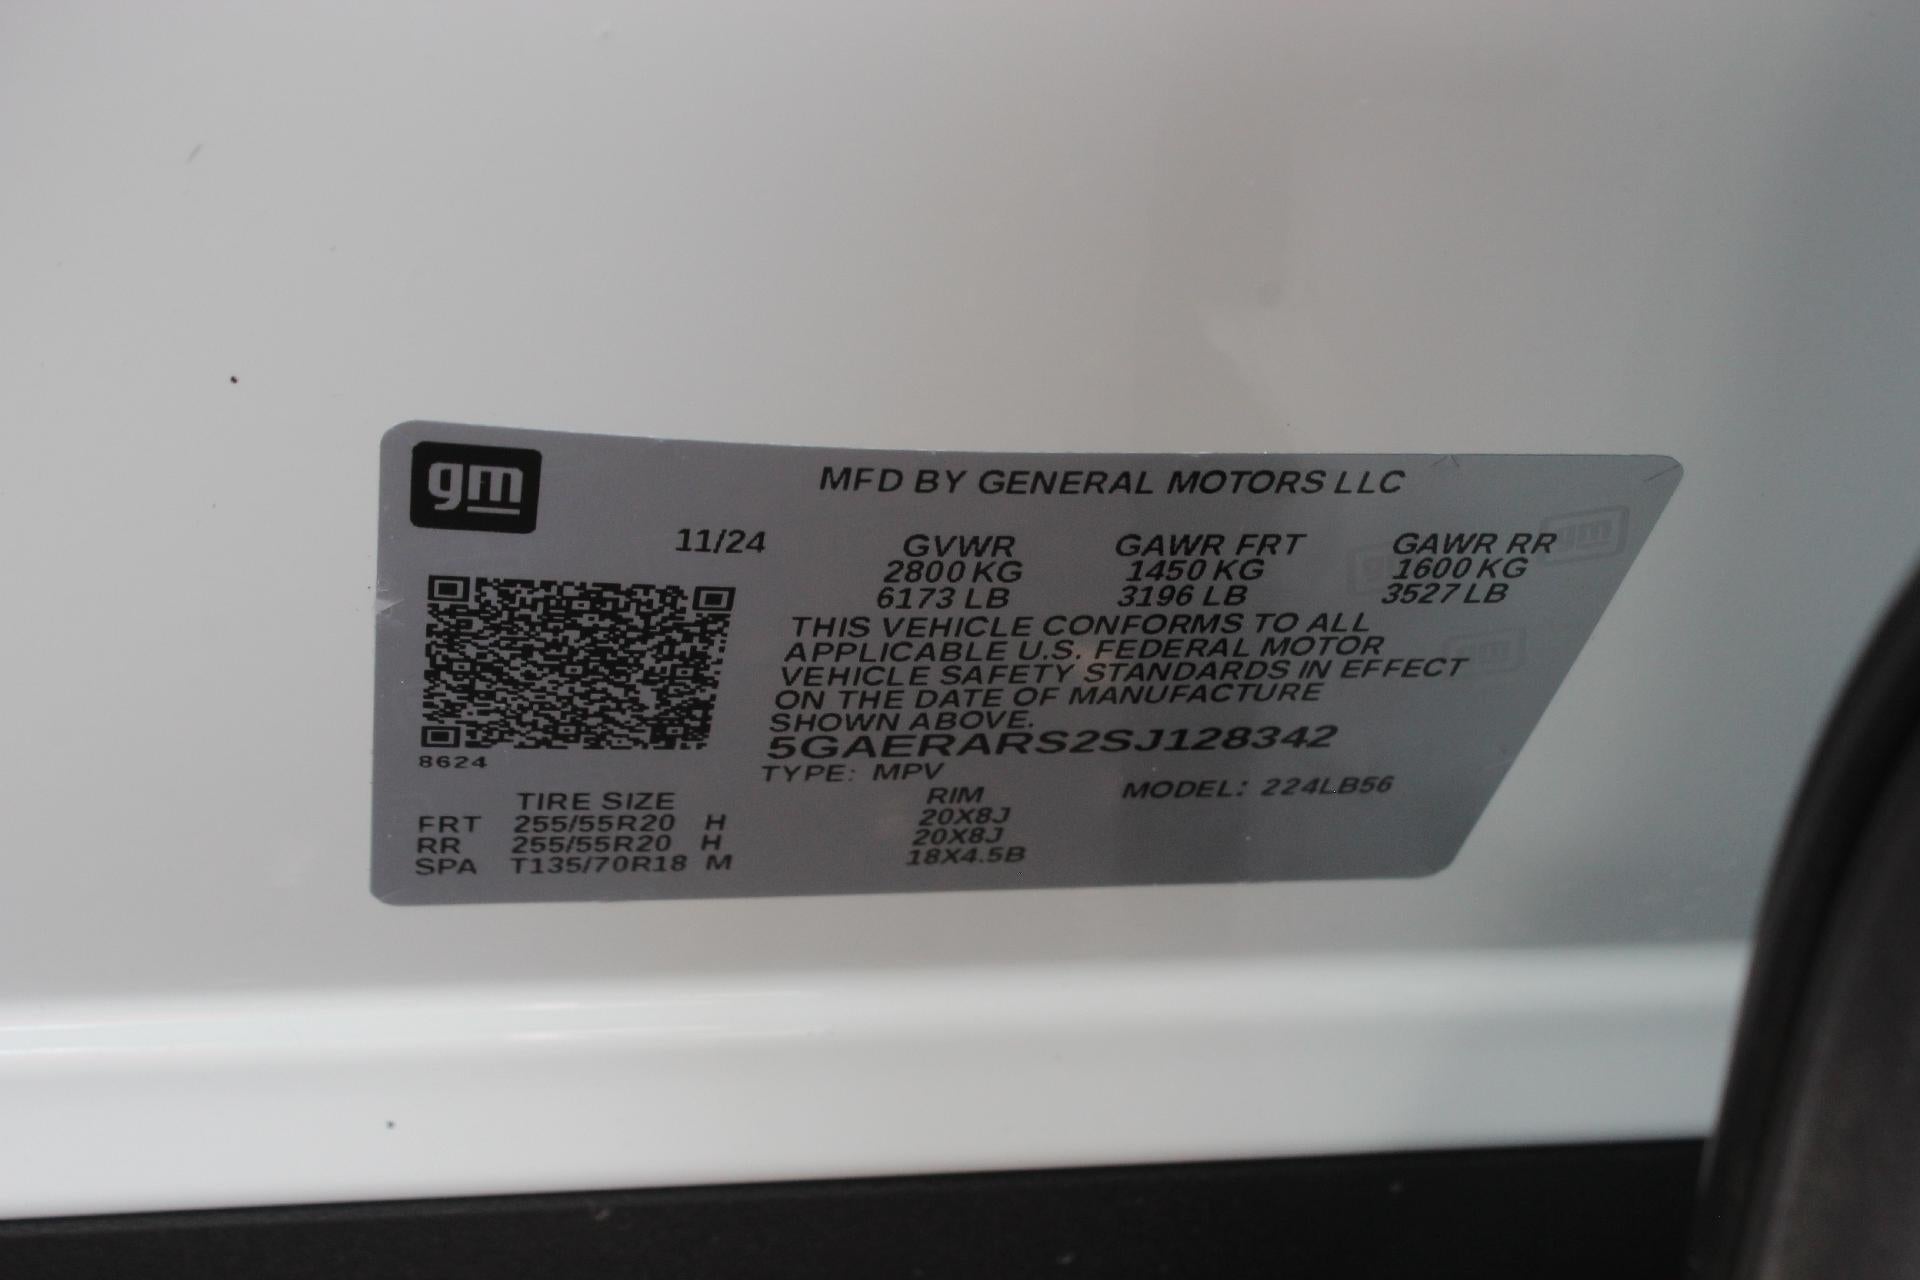 gm
MFD BY GENERAL MOTORS LLC
11/24 GVWR GAWR FRT GAWR RR
2800 KG 1450 KG 1600 KG
6173 LB 3196 LB 3527 LB
THIS VEHICLE CONFORMS TO ALL
APPLICABLE U.S. FEDERAL MOTOR
VEHICLE SAFETY STANDARDS IN EFFECT
ON THE DATE OF MANUFACTURE
SHOWN ABOVE.
5GAERARS2SJ128342
8624
TYPE: MPV MODEL: 224LB56
TIRE SIZE RIM
FRT 255/55R20 H 20X8J
RR 255/55R20 H 20X8J
SPA T135/70R18 M 18X4.5B